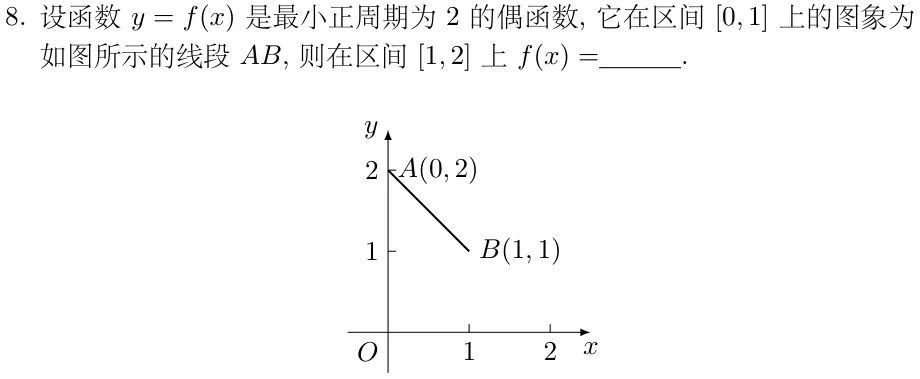 8. 设函数 y = f(x) 是最小正周期为 2 的偶函数, 它在区间 [0, 1] 上的图象为
如图所示的线段 AB, 则在区间 [1, 2] 上 f(x) =______.
y
2 A(0, 2)
1 B(1, 1)
O 1 2 x